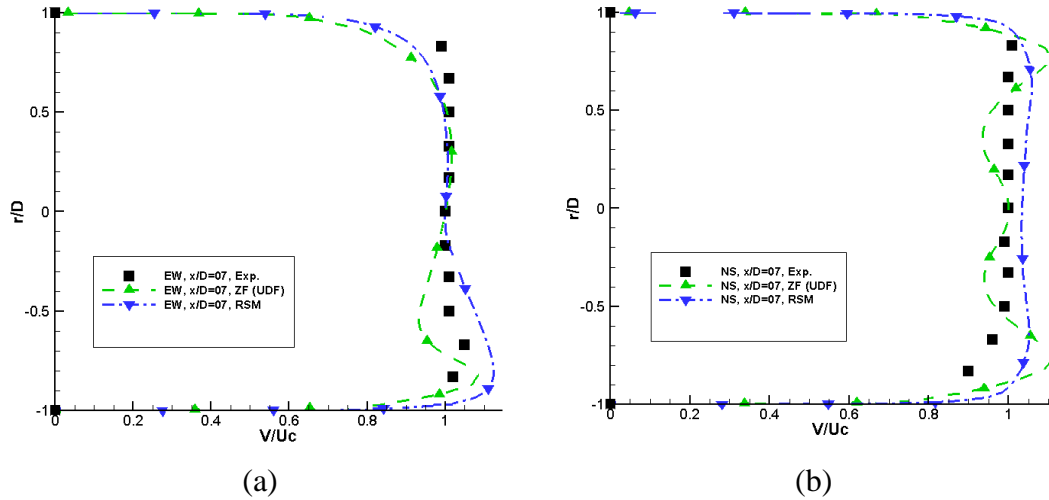 r/D
1
0.5
0
-0.5
-1
0
0.2
0.4
0.6
0.8
1
V/Uc
EW, x/D=07, Exp.
EW, x/D=07, ZF (UDF)
EW, x/D=07, RSM
(a)
r/D
1
0.5
0
-0.5
-1
0
0.2
0.4
0.6
0.8
1
V/Uc
NS, x/D=07, Exp.
NS, x/D=07, ZF (UDF)
NS, x/D=07, RSM
(b)